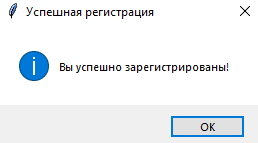 Успешная регистрация
Вы успешно зарегистрированы!
OK